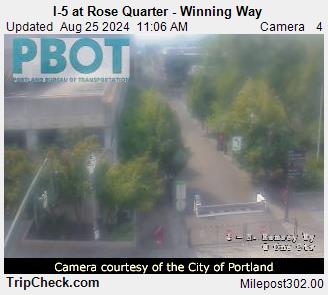 I-5 at Rose Quarter - Winning Way
Updated Aug 25 2024 11:06 AM Camera 4
PBOT
PORTLAND BUREAU OF TRANSPORTATION
Camera courtesy of the City of Portland
TripCheck.com Milepost302.00